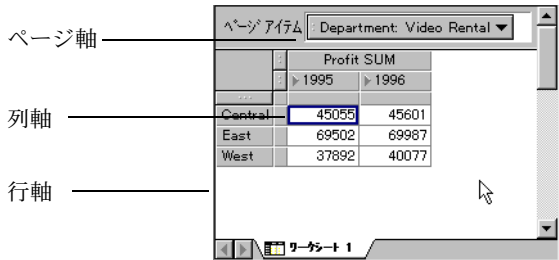 ページ軸
ページアイテム Department: Video Rental
Profit SUM
1995 1996
列軸
Central 45055 45601
East 69502 69987
West 37892 40077
行軸
ワークシート 1